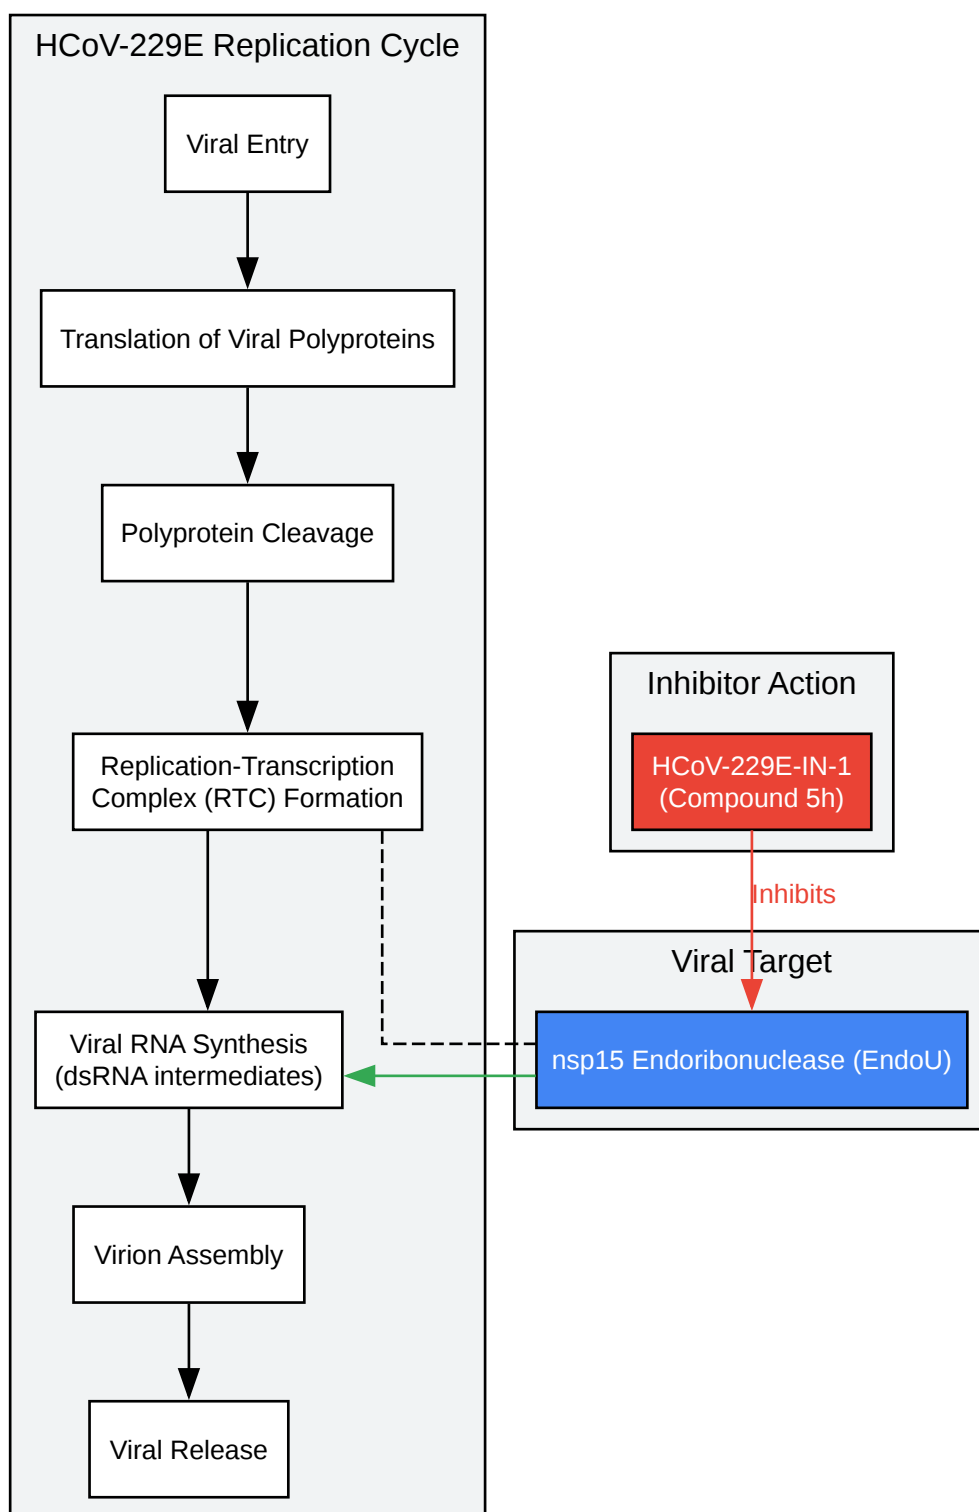 HCoV-229E Replication Cycle
Viral Entry
Translation of Viral Polyproteins
Polyprotein Cleavage
Replication-Transcription
Complex (RTC) Formation
Viral RNA Synthesis
(dsRNA intermediates)
Virion Assembly
Viral Release
Inhibitor Action
HCoV-229E-IN-1
(Compound 5h)
Inhibits
Viral Target
nsp15 Endoribonuclease (EndoU)